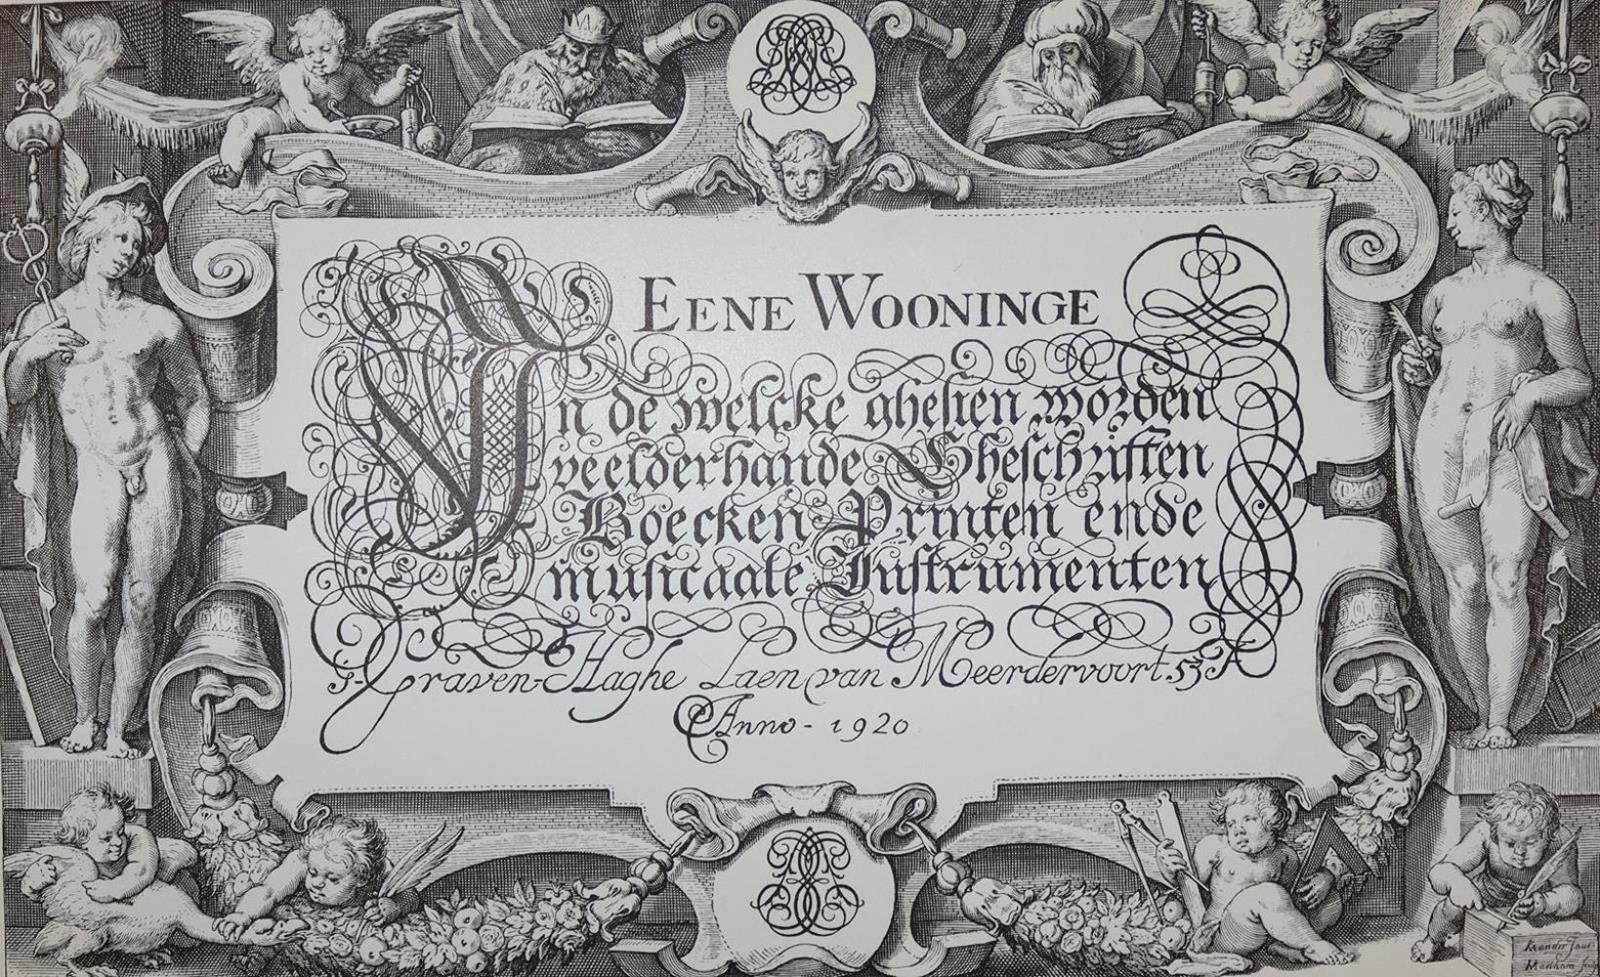 EENE WOONINGE
In de welcke ghesien worden
veelderhande Gheschriften
Boecken Printen ende
musicaale Instrumenten
s-Graven-Haghe Laen van Meerdervoort 53A
Anno - 1920